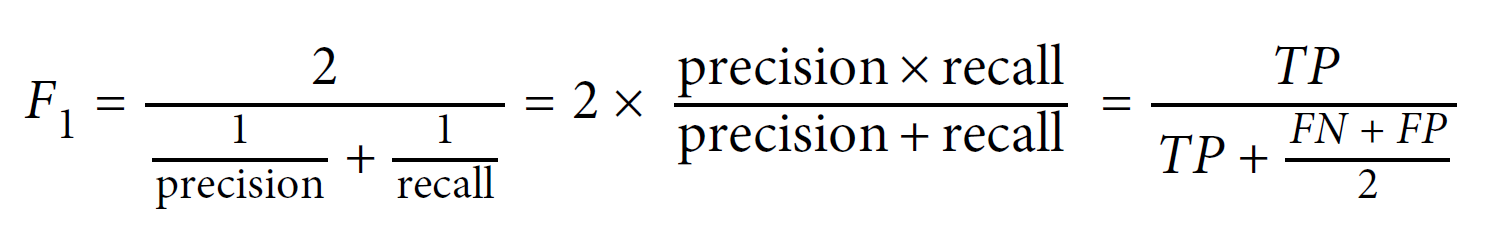 F₁ = 2 / (1/precision + 1/recall) = 2 × (precision × recall)/(precision + recall) = TP / (TP + (FN + FP)/2)